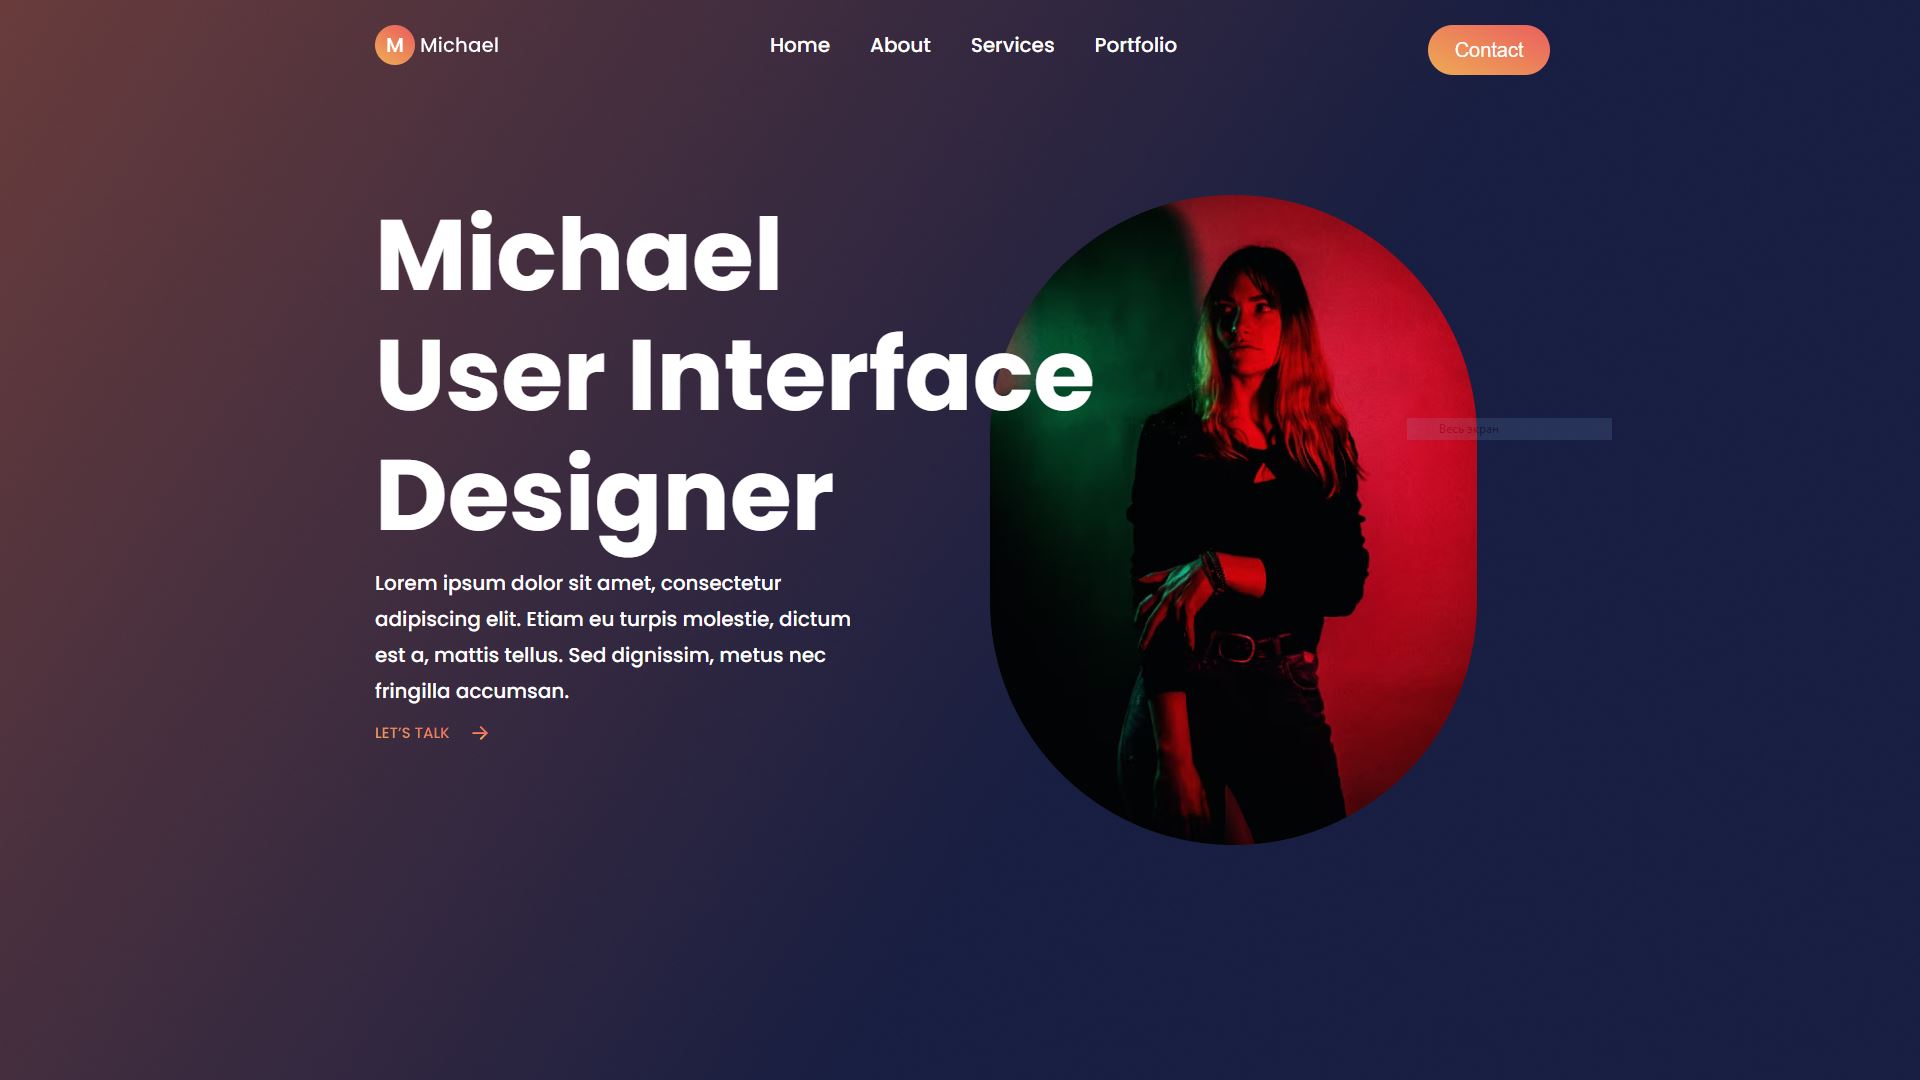 M Michael
Home About Services Portfolio
Contact
Michael
User Interface
Designer
Весь экран
Lorem ipsum dolor sit amet, consectetur
adipiscing elit. Etiam eu turpis molestie, dictum
est a, mattis tellus. Sed dignissim, metus nec
fringilla accumsan.
LET’S TALK